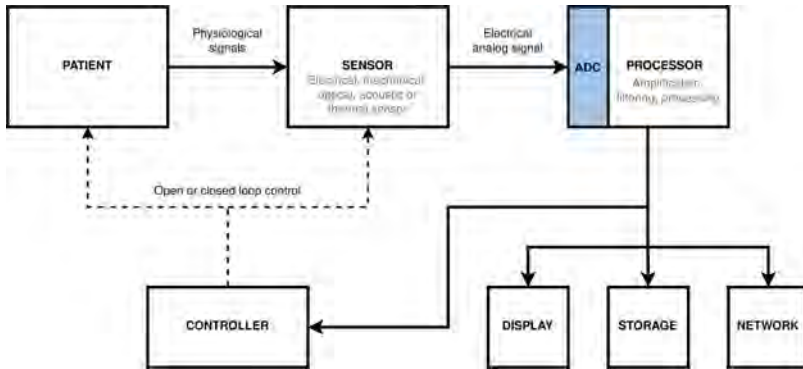 Physiological
signals
Electrical
analog signal
PATIENT
SENSOR
Electrical, mechanical
optical, acoustic or
thermal sensor
ADC
PROCESSOR
Amplification
filtering, processing
Open or closed loop control
CONTROLLER
DISPLAY
STORAGE
NETWORK